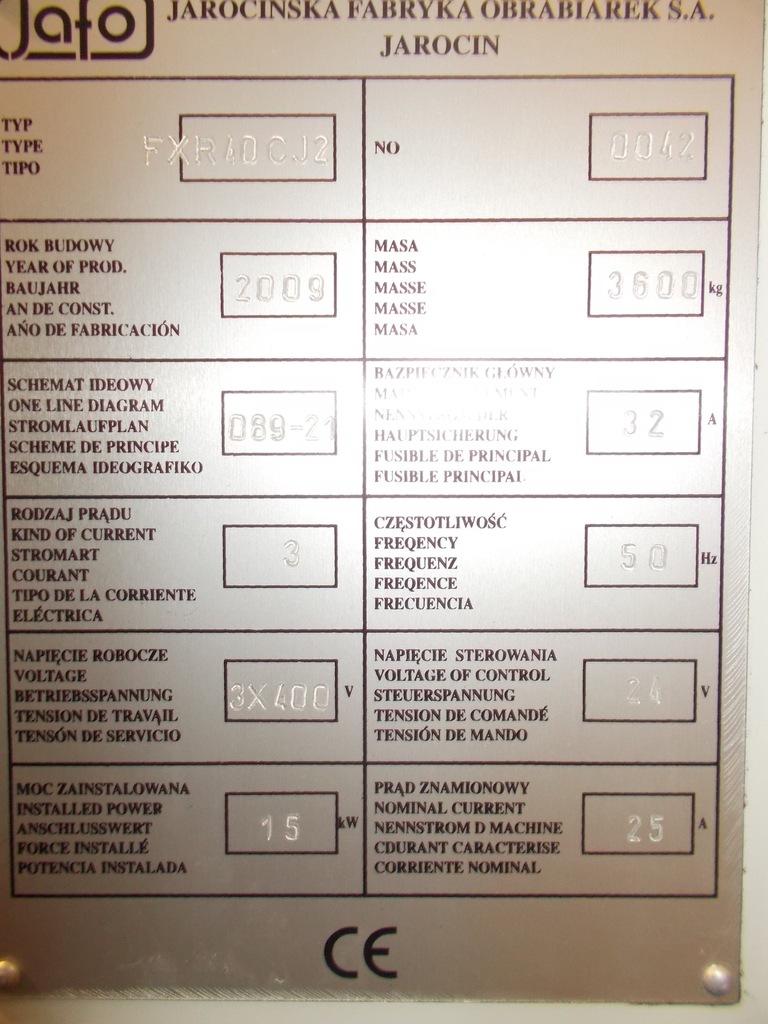 Jafo
JAROCIŃSKA FABRYKA OBRABIAREK S.A.
JAROCIN
TYP
TYPE
TIPO
FXR40CJ2
NO
0042
ROK BUDOWY
YEAR OF PROD.
BAUJAHR
AN DE CONST.
AÑO DE FABRICACIÓN
2009
MASA
MASS
MASSE
MASSE
MASA
3600 kg
SCHEMAT IDEOWY
ONE LINE DIAGRAM
STROMLAUFPLAN
SCHEME DE PRINCIPE
ESQUEMA IDEOGRAFIKO
089-21
BAZPIECZNIK GŁÓWNY
HAUPTSICHERUNG
FUSIBLE DE PRINCIPAL
FUSIBLE PRINCIPAL
32 A
RODZAJ PRĄDU
KIND OF CURRENT
STROMART
COURANT
TIPO DE LA CORRIENTE
ELÉCTRICA
3
CZĘSTOTLIWOŚĆ
FREQENCY
FREQUENZ
FREQENCE
FRECUENCIA
50 Hz
NAPIĘCIE ROBOCZE
VOLTAGE
BETRIEBSSPANNUNG
TENSION DE TRAVAIL
TENSÓN DE SERVICIO
3X400 V
NAPIĘCIE STEROWANIA
VOLTAGE OF CONTROL
STEUERSPANNUNG
TENSION DE COMANDÉ
TENSIÓN DE MANDO
24 V
MOC ZAINSTALOWANA
INSTALLED POWER
ANSCHLUSSWERT
FORCE INSTALLÉ
POTENCIA INSTALADA
15 kW
PRĄD ZNAMIONOWY
NOMINAL CURRENT
NENNSTROM D MACHINE
CDURANT CARACTERISE
CORRIENTE NOMINAL
25 A
CE